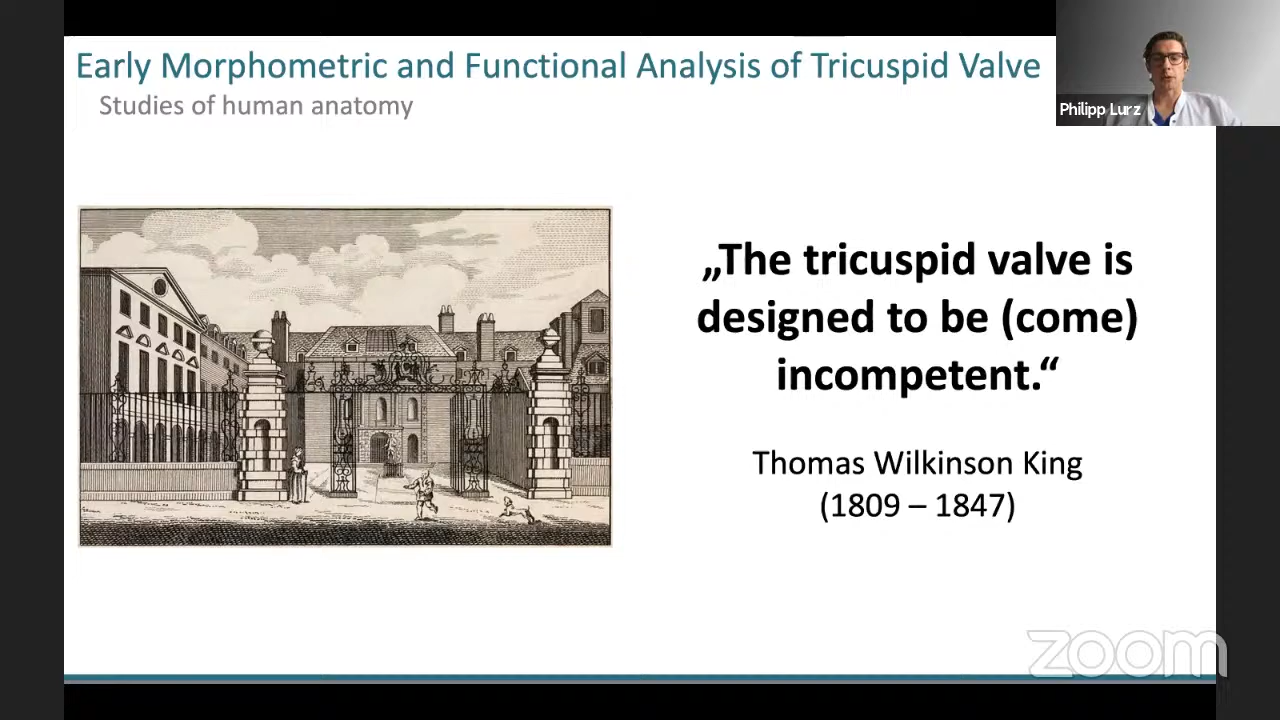 Early Morphometric and Functional Analysis of Tricuspid Valve
Studies of human anatomy
Philipp Lurz
„The tricuspid valve is
designed to be (come)
incompetent.“
Thomas Wilkinson King
(1809 – 1847)
zoom